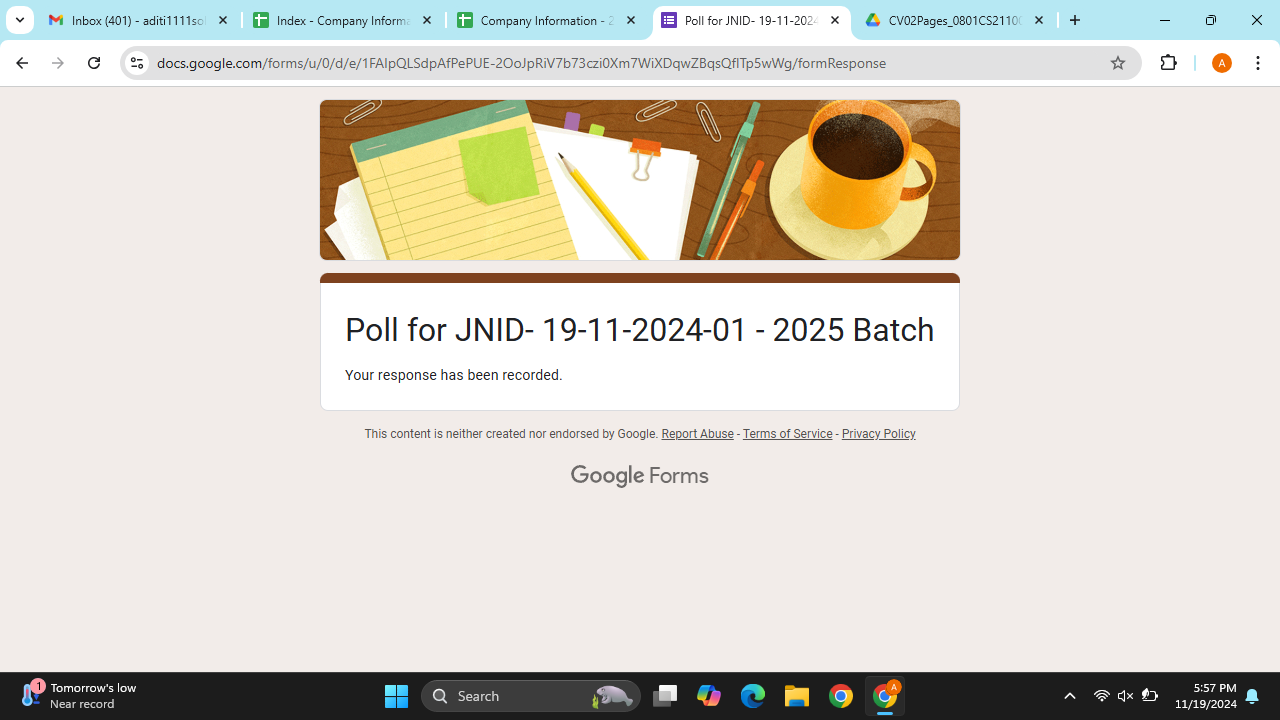 Inbox (401) - aditi1111sol
Index - Company Informa
Company Information - 2
Poll for JNID- 19-11-2024
CV02Pages_0801CS2110
docs.google.com/forms/u/0/d/e/1FAIpQLSdpAfPePUE-2OoJpRiV7b73czi0Xm7WiXDqwZBqsQflTp5wWg/formResponse
A
Poll for JNID- 19-11-2024-01 - 2025 Batch
Your response has been recorded.
This content is neither created nor endorsed by Google. Report Abuse - Terms of Service - Privacy Policy
Google Forms
1
Tomorrow's low
Near record
Search
A
5:57 PM
11/19/2024